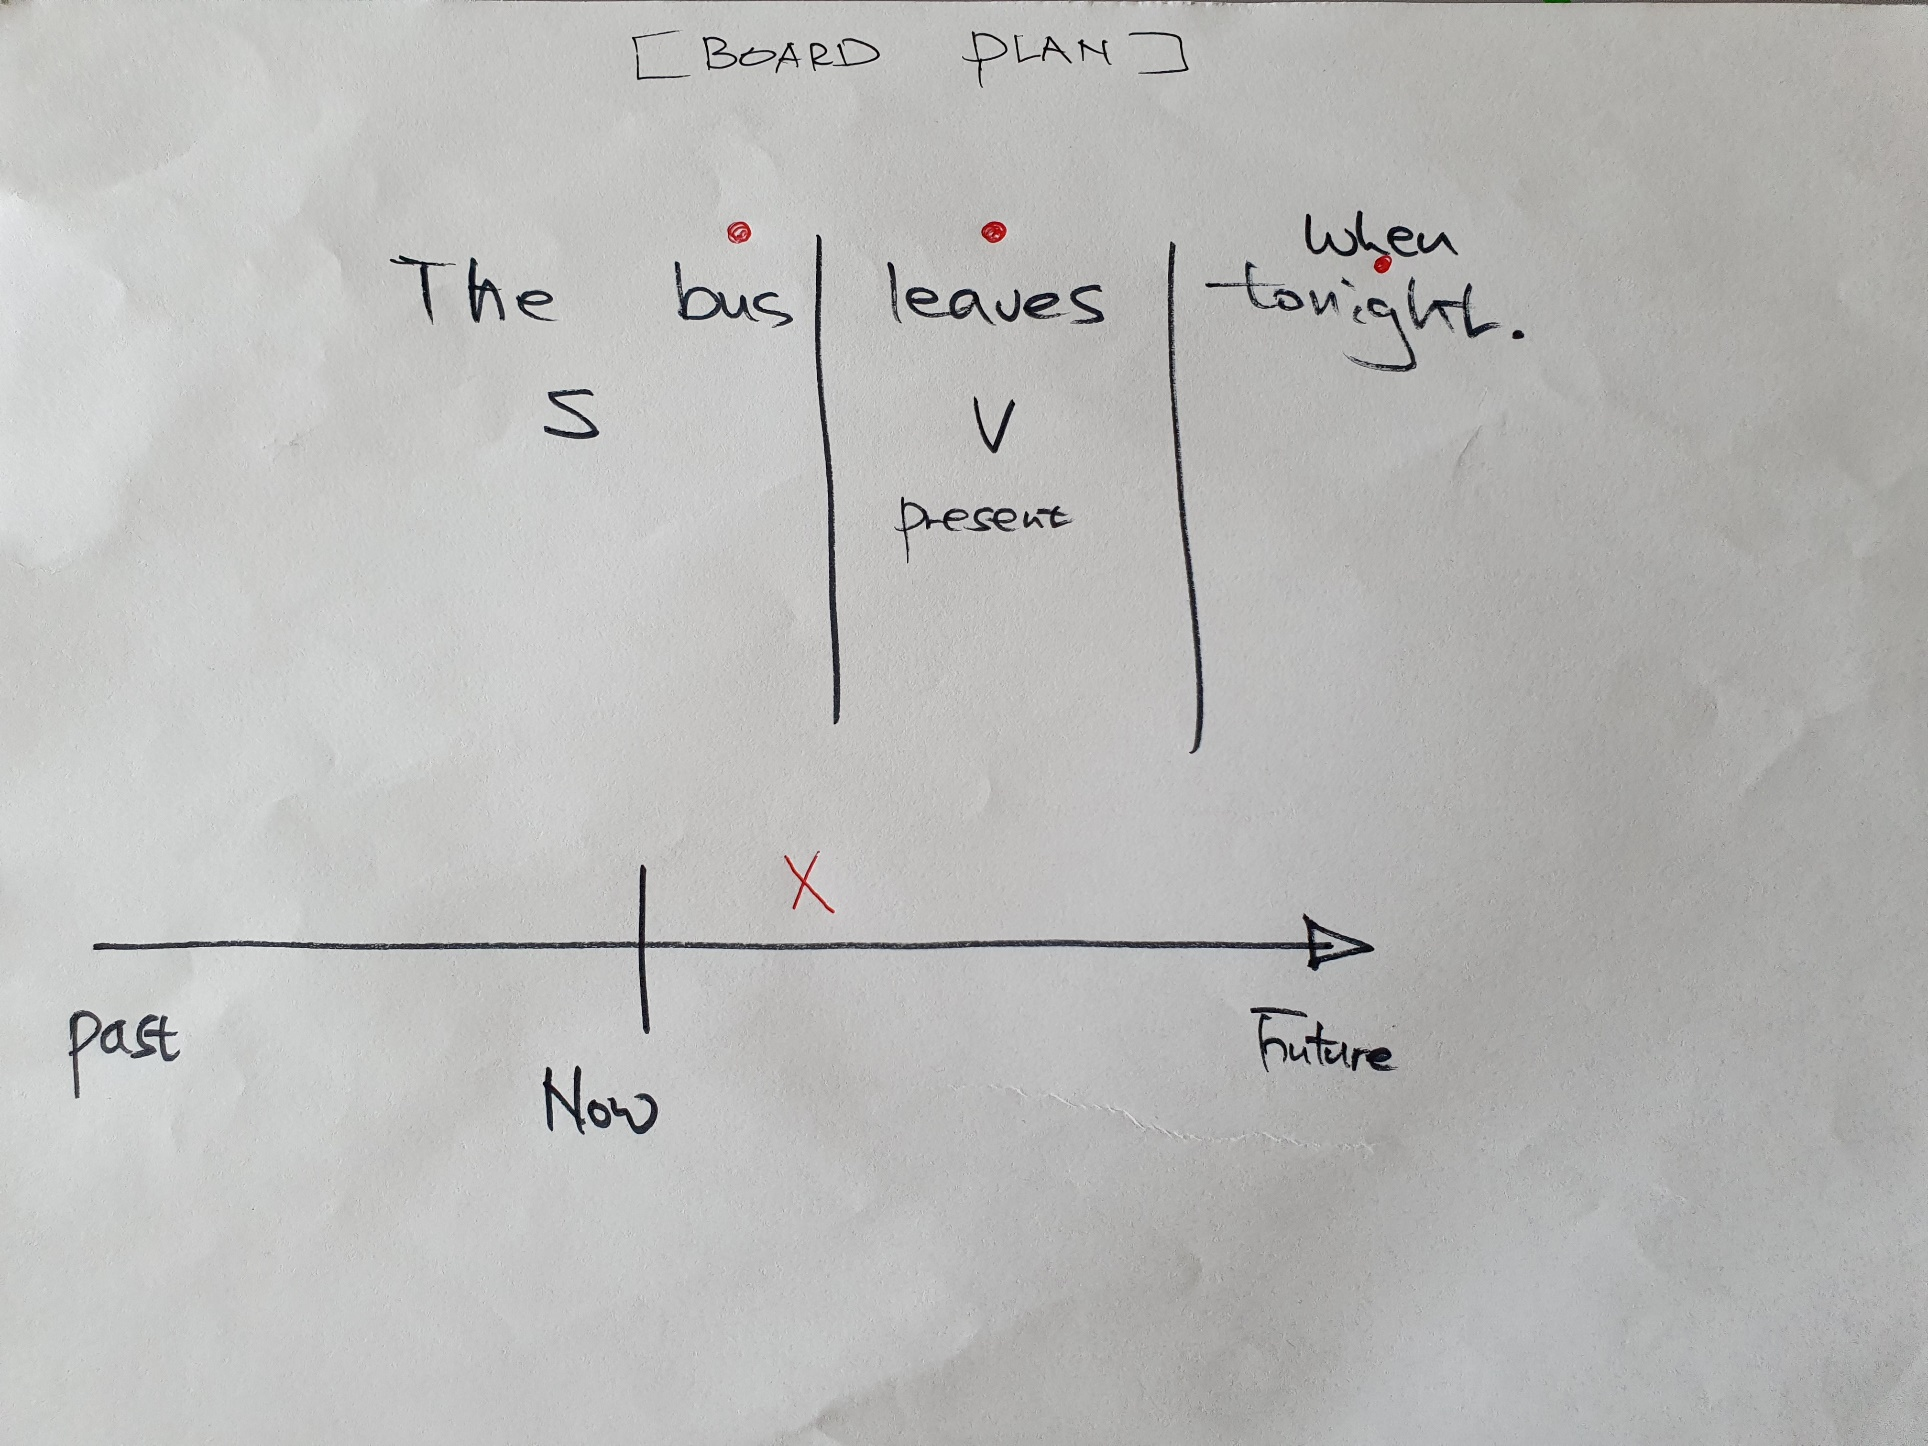 [BOARD PLAN]
when
The bus | leaves | tonight.
S V
present
X
past Now Future